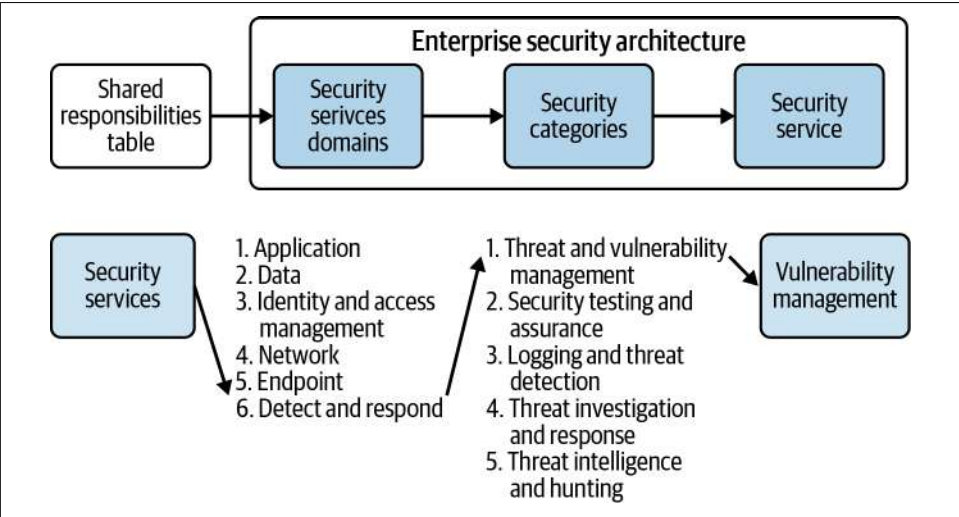 Enterprise security architecture
Shared
responsibilities
table
Security
serivces
domains
Security
categories
Security
service
Security
services
1. Application
2. Data
3. Identity and access
management
4. Network
5. Endpoint
6. Detect and respond
1. Threat and vulnerability
management
2. Security testing and
assurance
3. Logging and threat
detection
4. Threat investigation
and response
5. Threat intelligence
and hunting
Vulnerability
management